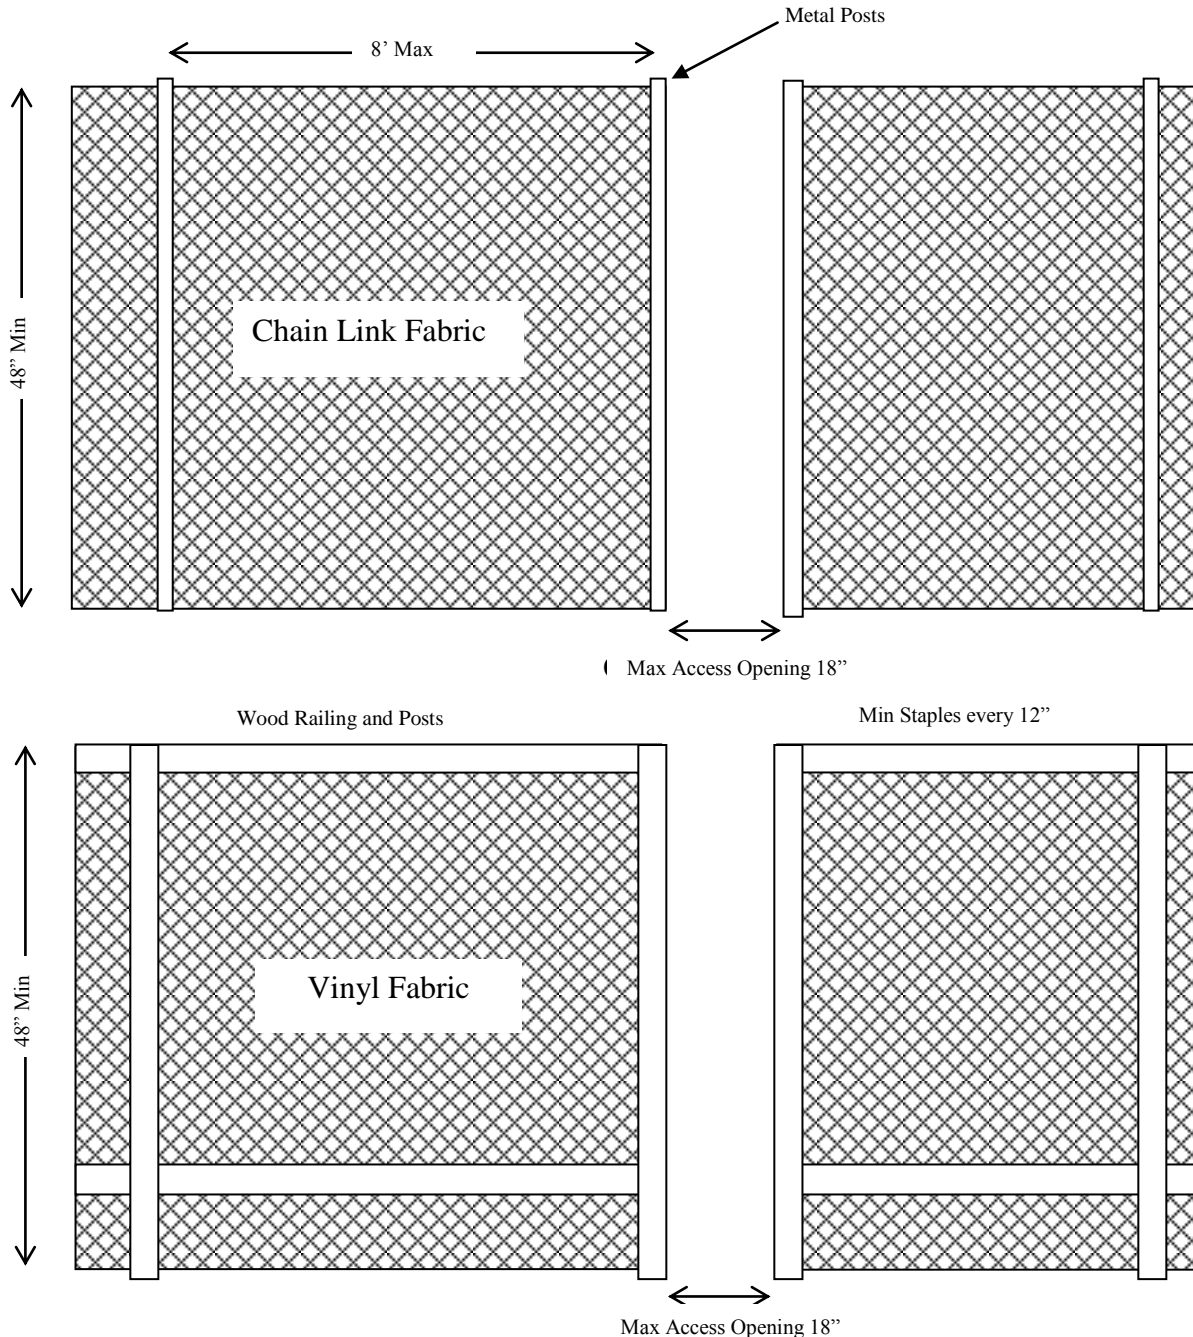 Metal Posts
8’ Max
48” Min
Chain Link Fabric
Max Access Opening 18”
Wood Railing and Posts
Min Staples every 12”
48” Min
Vinyl Fabric
Max Access Opening 18”